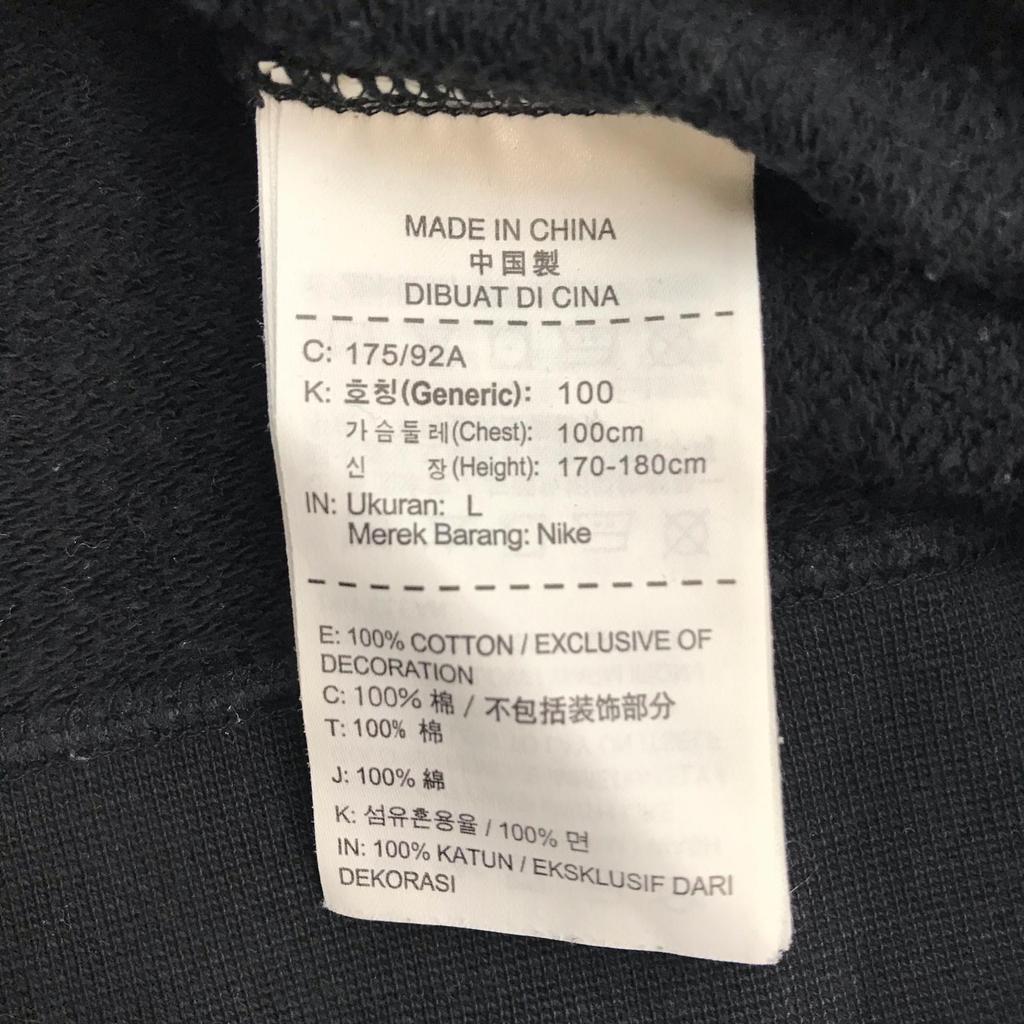 MADE IN CHINA
中国製
DIBUAT DI CINA
C: 175/92A
K: 호칭(Generic): 100
가슴둘레(Chest): 100cm
신 장(Height): 170-180cm
IN: Ukuran: L
Merek Barang: Nike
E: 100% COTTON / EXCLUSIVE OF
DECORATION
C: 100% 棉 / 不包括装饰部分
T: 100% 棉
J: 100% 綿
K: 섬유혼용율 / 100% 면
IN: 100% KATUN / EKSKLUSIF DARI
DEKORASI